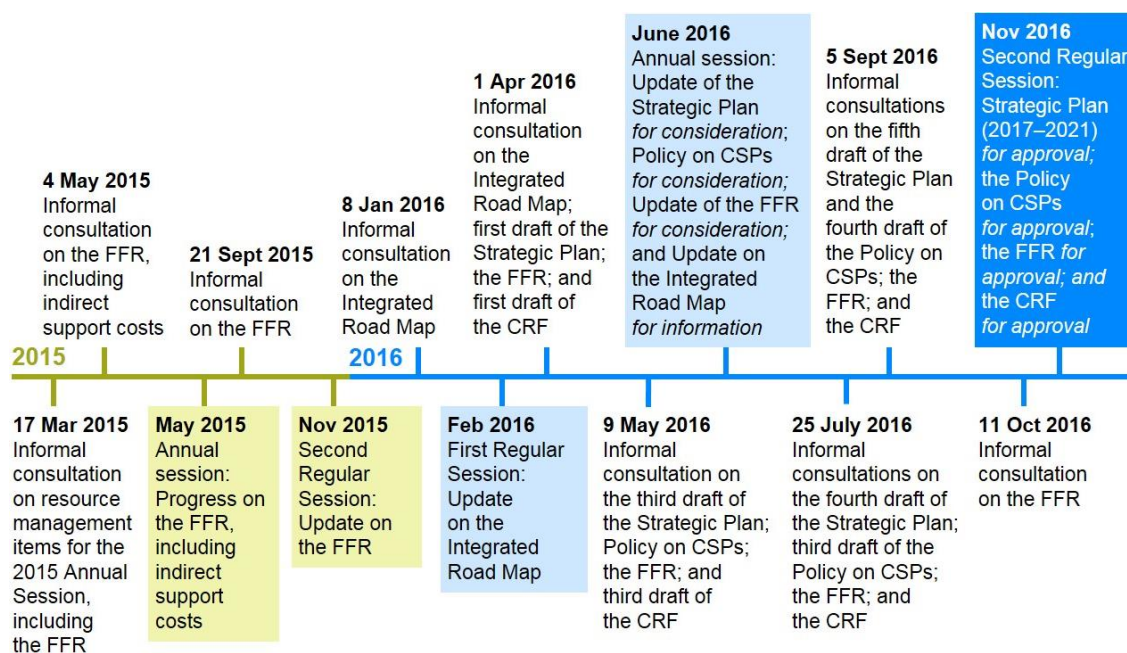 June 2016
Annual session:
Update of the
Strategic Plan
for consideration;
Policy on CSPs
for consideration;
Update of the FFR
for consideration;
and Update on
the Integrated
Road Map
for information
Nov 2016
Second Regular
Session:
Strategic Plan
(2017–2021)
for approval;
the Policy
on CSPs
for approval;
the FFR for
approval; and
the CRF
for approval
1 Apr 2016
Informal
consultation
on the
Integrated
Road Map;
first draft of the
Strategic Plan;
the FFR; and
first draft of
the CRF
5 Sept 2016
Informal
consultations
on the fifth
draft of the
Strategic Plan
and the
fourth draft of
the Policy on
CSPs; the
FFR; and
the CRF
4 May 2015
Informal
consultation
on the FFR,
including
indirect
support costs
21 Sept 2015
Informal
consultation
on the FFR
8 Jan 2016
Informal
consultation
on the
Integrated
Road Map
2015
2016
17 Mar 2015
Informal
consultation
on resource
management
items for the
2015 Annual
Session,
including
the FFR
May 2015
Annual
session:
Progress on
the FFR,
including
indirect
support
costs
Nov 2015
Second
Regular
Session:
Update on
the FFR
Feb 2016
First Regular
Session:
Update
on the
Integrated
Road Map
9 May 2016
Informal
consultation on
the third draft of
the Strategic Plan;
Policy on CSPs;
the FFR; and
third draft of
the CRF
25 July 2016
Informal
consultations on
the fourth draft of
the Strategic Plan;
third draft of the
Policy on CSPs;
the FFR; and
the CRF
11 Oct 2016
Informal
consultation
on the FFR